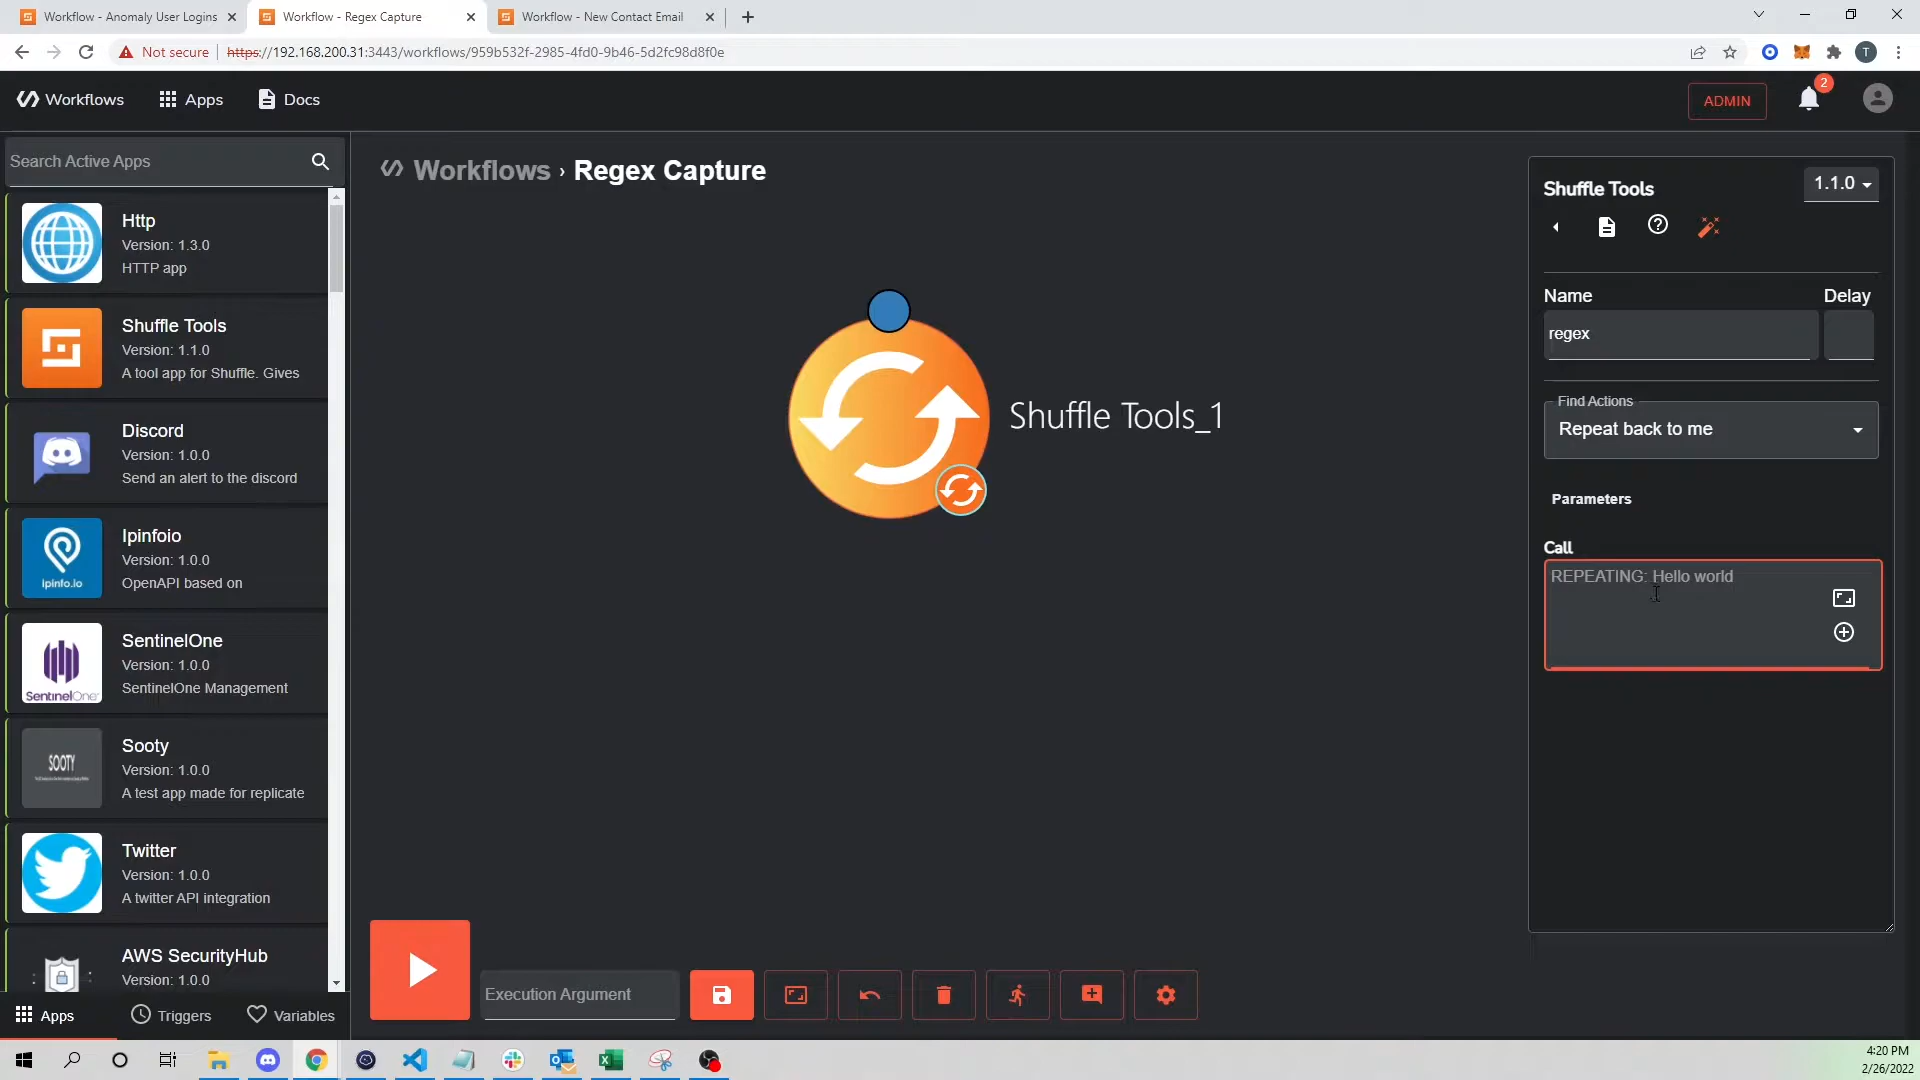 Workflow - Anomaly User Logins
Workflow - Regex Capture
Workflow - New Contact Email
Not secure
https://192.168.200.31:3443/workflows/959b532f-2985-4fd0-9b46-5d2fc98d8f0e
T
Workflows
Apps
Docs
ADMIN
2
Search Active Apps
Http
Version: 1.3.0
HTTP app
Shuffle Tools
Version: 1.1.0
A tool app for Shuffle. Gives
Discord
Version: 1.0.0
Send an alert to the discord
ipinfo.io
Ipinfoio
Version: 1.0.0
OpenAPI based on
SentinelOne
SentinelOne
Version: 1.0.0
SentinelOne Management
SOOTY
Sooty
Version: 1.0.0
A test app made for replicate
Twitter
Version: 1.0.0
A twitter API integration
AWS SecurityHub
Version: 1.0.0
Apps
Triggers
Variables
Workflows › Regex Capture
Shuffle Tools_1
Execution Argument
Shuffle Tools
1.1.0
Name
Delay
regex
Find Actions
Repeat back to me
Parameters
Call
REPEATING: Hello world
4:20 PM
2/26/2022